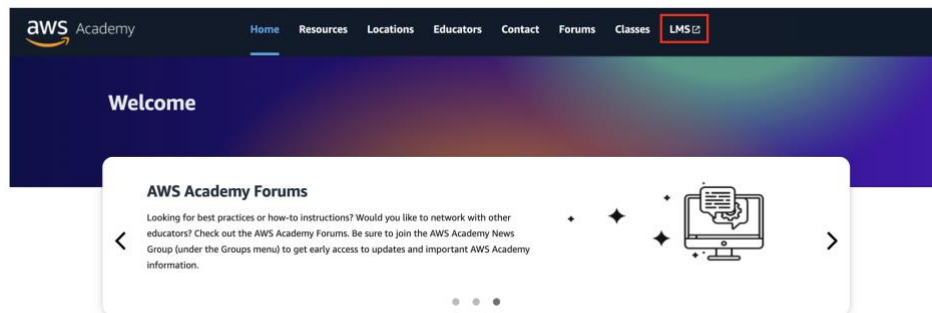 aws Academy
Home Resources Locations Educators Contact Forums Classes LMS
Welcome
AWS Academy Forums
Looking for best practices or how-to instructions? Would you like to network with other
educators? Check out the AWS Academy Forums. Be sure to join the AWS Academy News
Group (under the Groups menu) to get early access to updates and important AWS Academy
information.